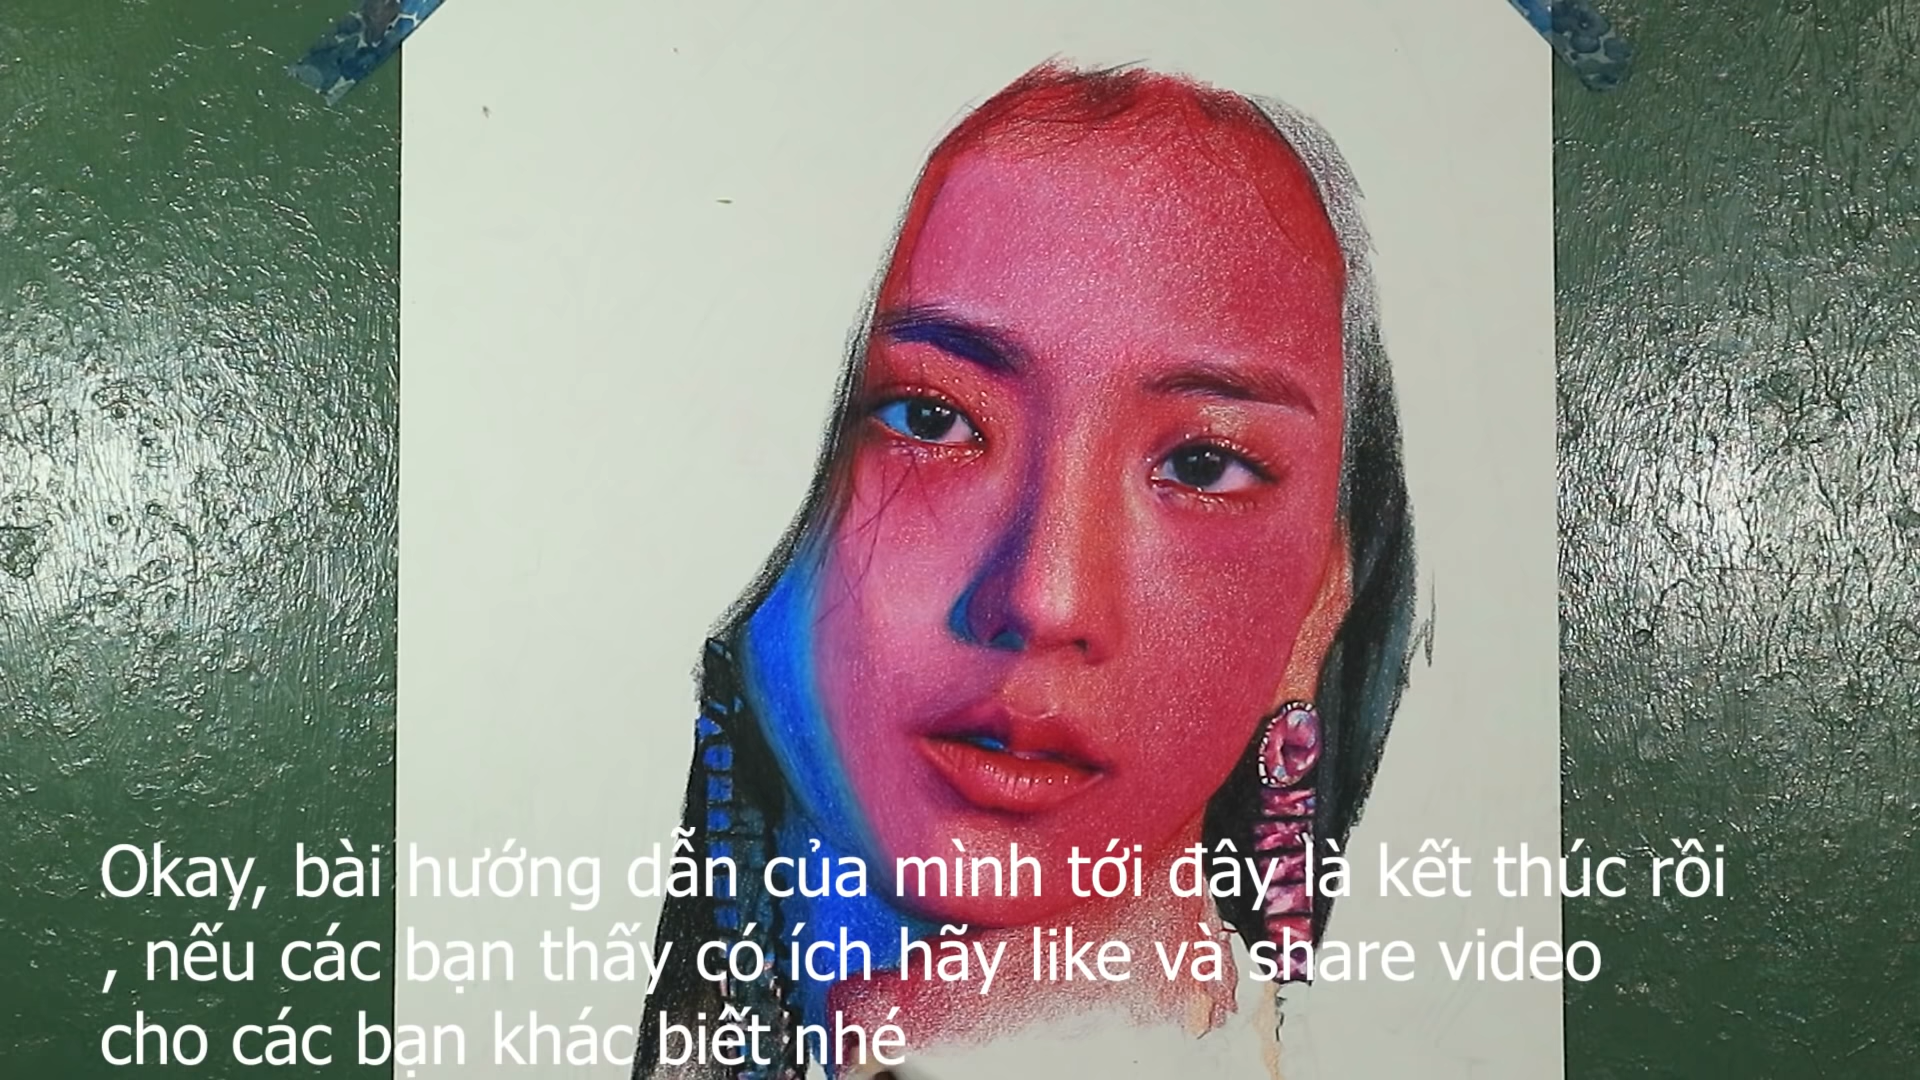 Okay, bài hướng dẫn của mình tới đây là kết thúc rồi
, nếu các bạn thấy có ích hãy like và share video
cho các bạn khác biết nhé